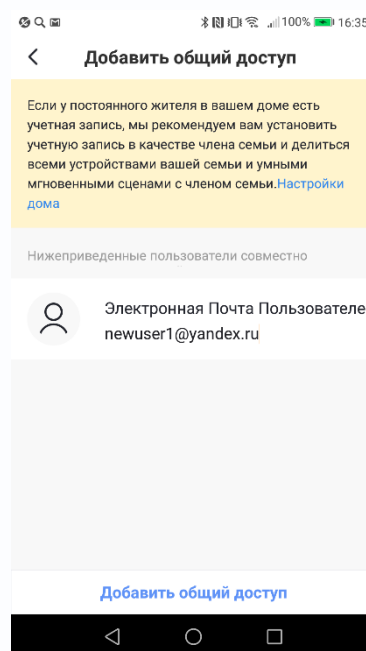 100% 16:35
Добавить общий доступ
Если у постоянного жителя в вашем доме есть
учетная запись, мы рекомендуем вам установить
учетную запись в качестве члена семьи и делиться
всеми устройствами вашей семьи и умными
мгновенными сценами с членом семьи.Настройки
дома
Нижеприведенные пользователи совместно
Электронная Почта Пользователе
newuser1@yandex.ru
Добавить общий доступ